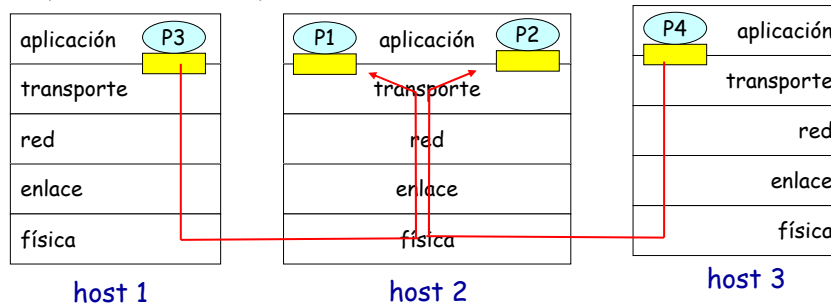 aplicación P3
transporte
red
enlace
física
host 1
P1 aplicación P2
transporte
red
enlace
física
host 2
P4 aplicación
transporte
red
enlace
física
host 3